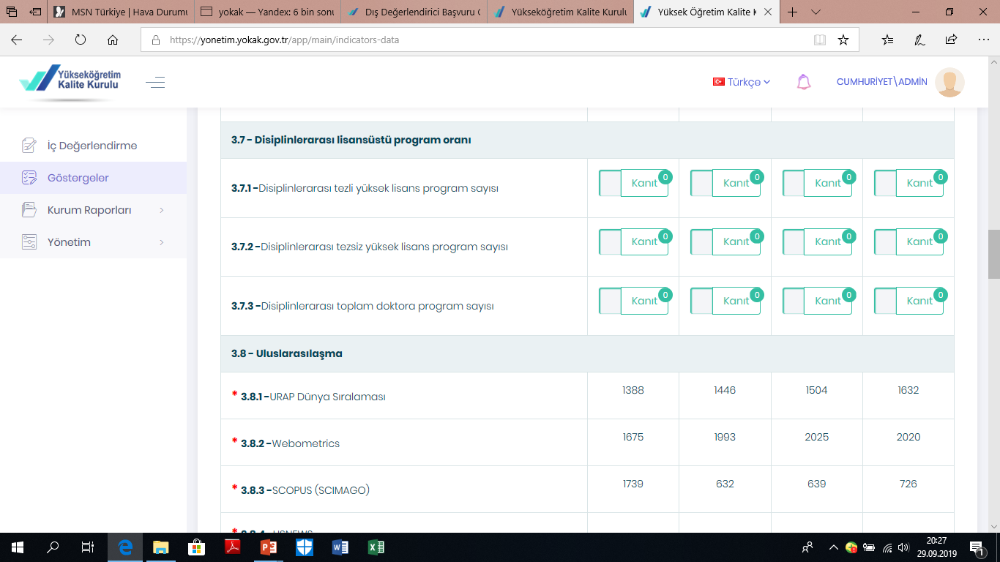 MSN Türkiye | Hava Durumu
yokak — Yandex: 6 bin sonu
Dış Değerlendirici Başvuru
Yükseköğretim Kalite Kurulu
Yüksek Öğretim Kalite K
https://yonetim.yokak.gov.tr/app/main/indicators-data
Yükseköğretim
Kalite Kurulu
Türkçe
CUMHURİYET\ADMİN
İç Değerlendirme
Göstergeler
Kurum Raporları
Yönetim
3.7 - Disiplinlerarası lisansüstü program oranı
3.7.1 -Disiplinlerarası tezli yüksek lisans program sayısı Kanıt 0 Kanıt 0 Kanıt 0 Kanıt 0
3.7.2 -Disiplinlerarası tezsiz yüksek lisans program sayısı Kanıt 0 Kanıt 0 Kanıt 0 Kanıt 0
3.7.3 -Disiplinlerarası toplam doktora program sayısı Kanıt 0 Kanıt 0 Kanıt 0 Kanıt 0
3.8 - Uluslarasılaşma
* 3.8.1 -URAP Dünya Sıralaması 1388 1446 1504 1632
* 3.8.2 -Webometrics 1675 1993 2025 2020
* 3.8.3 -SCOPUS (SCIMAGO) 1739 632 639 726
20:27
29.09.2019
1